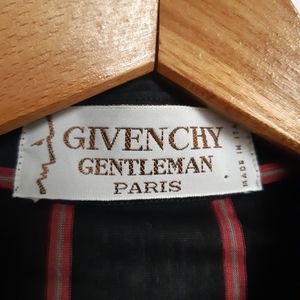 GIVENCHY
GENTLEMAN
PARIS
MADE IN ITALY